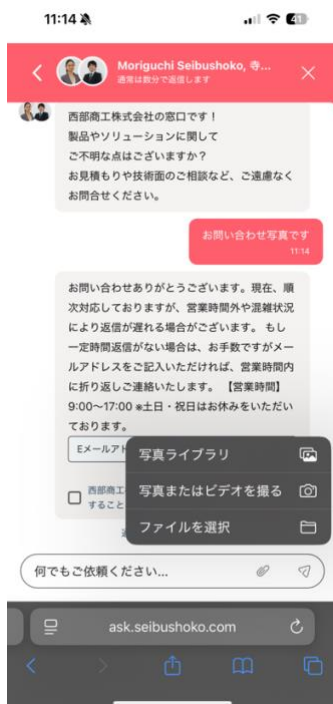 11:14
41
Moriguchi Seibushoko, 寺...
通常は数分で返信します
西部商工株式会社の窓口です！
製品やソリューションに関して
ご不明な点はございますか？
お見積もりや技術面のご相談など、ご遠慮なく
お問合せください。
お問い合わせ写真です
11:14
お問い合わせありがとうございます。現在、順
次対応しておりますが、営業時間外や混雑状況
により返信が遅れる場合がございます。 もし
一定時間返信がない場合は、お手数ですがメー
ルアドレスをご記入いただければ、営業時間内
に折り返しご連絡いたします。 【営業時間】
9:00〜17:00 ※土日・祝日はお休みをいただい
ております。
Eメールアド
西部商工
すること
写真ライブラリ
写真またはビデオを撮る
ファイルを選択
何でもご依頼ください...
ask.seibushoko.com